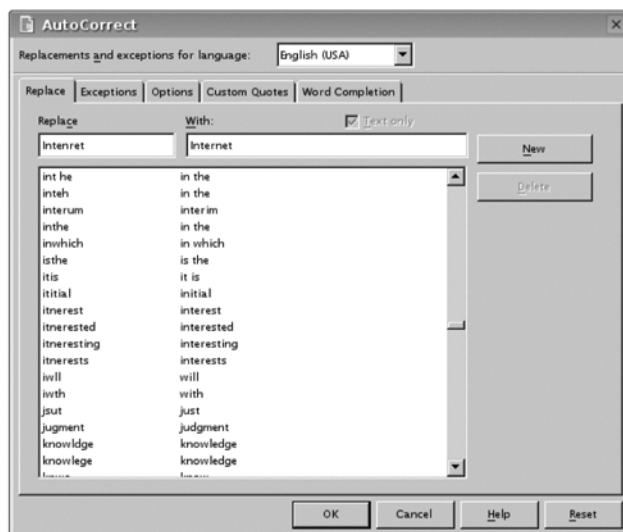 AutoCorrect
Replacements and exceptions for language: English (USA)
Replace Exceptions Options Custom Quotes Word Completion
Replace With: Text only
Intenret Internet New
int he in the
inteh in the Delete
interum interim
inthe in the
inwhich in which
isthe is the
itis it is
ititial initial
itnerest interest
itnerested interested
itneresting interesting
itnerests interests
iwll will
iwth with
jsut just
jugment judgment
knowldge knowledge
knowlege knowledge
OK Cancel Help Reset